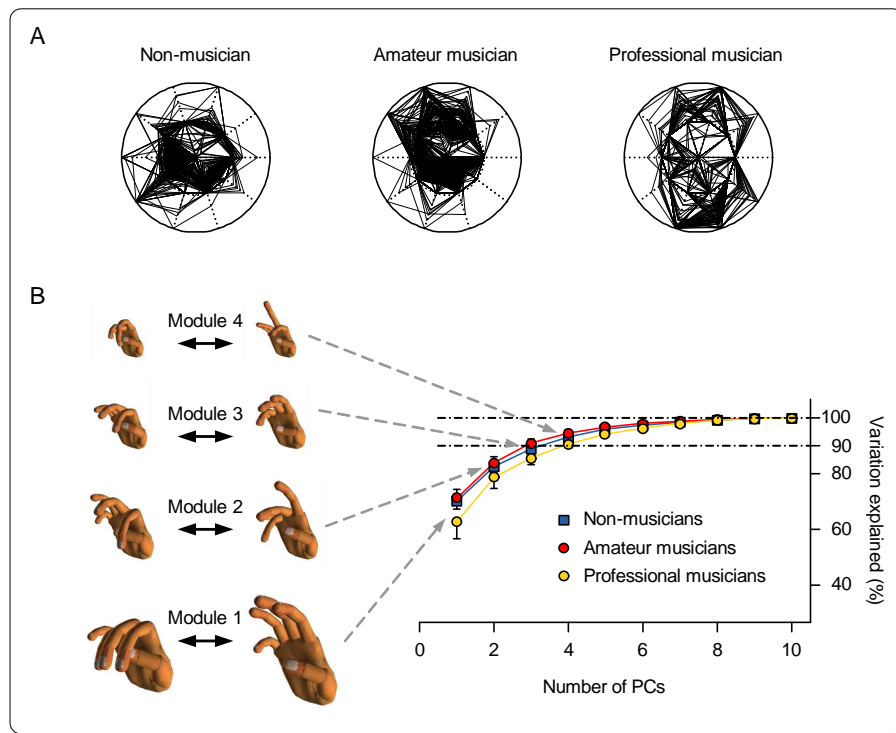 A
Non-musician
Amateur musician
Professional musician
B
Module 4
Module 3
Module 2
Module 1
100
90
80
60
40
Variation explained (%)
Non-musicians
Amateur musicians
Professional musicians
0 2 4 6 8 10
Number of PCs